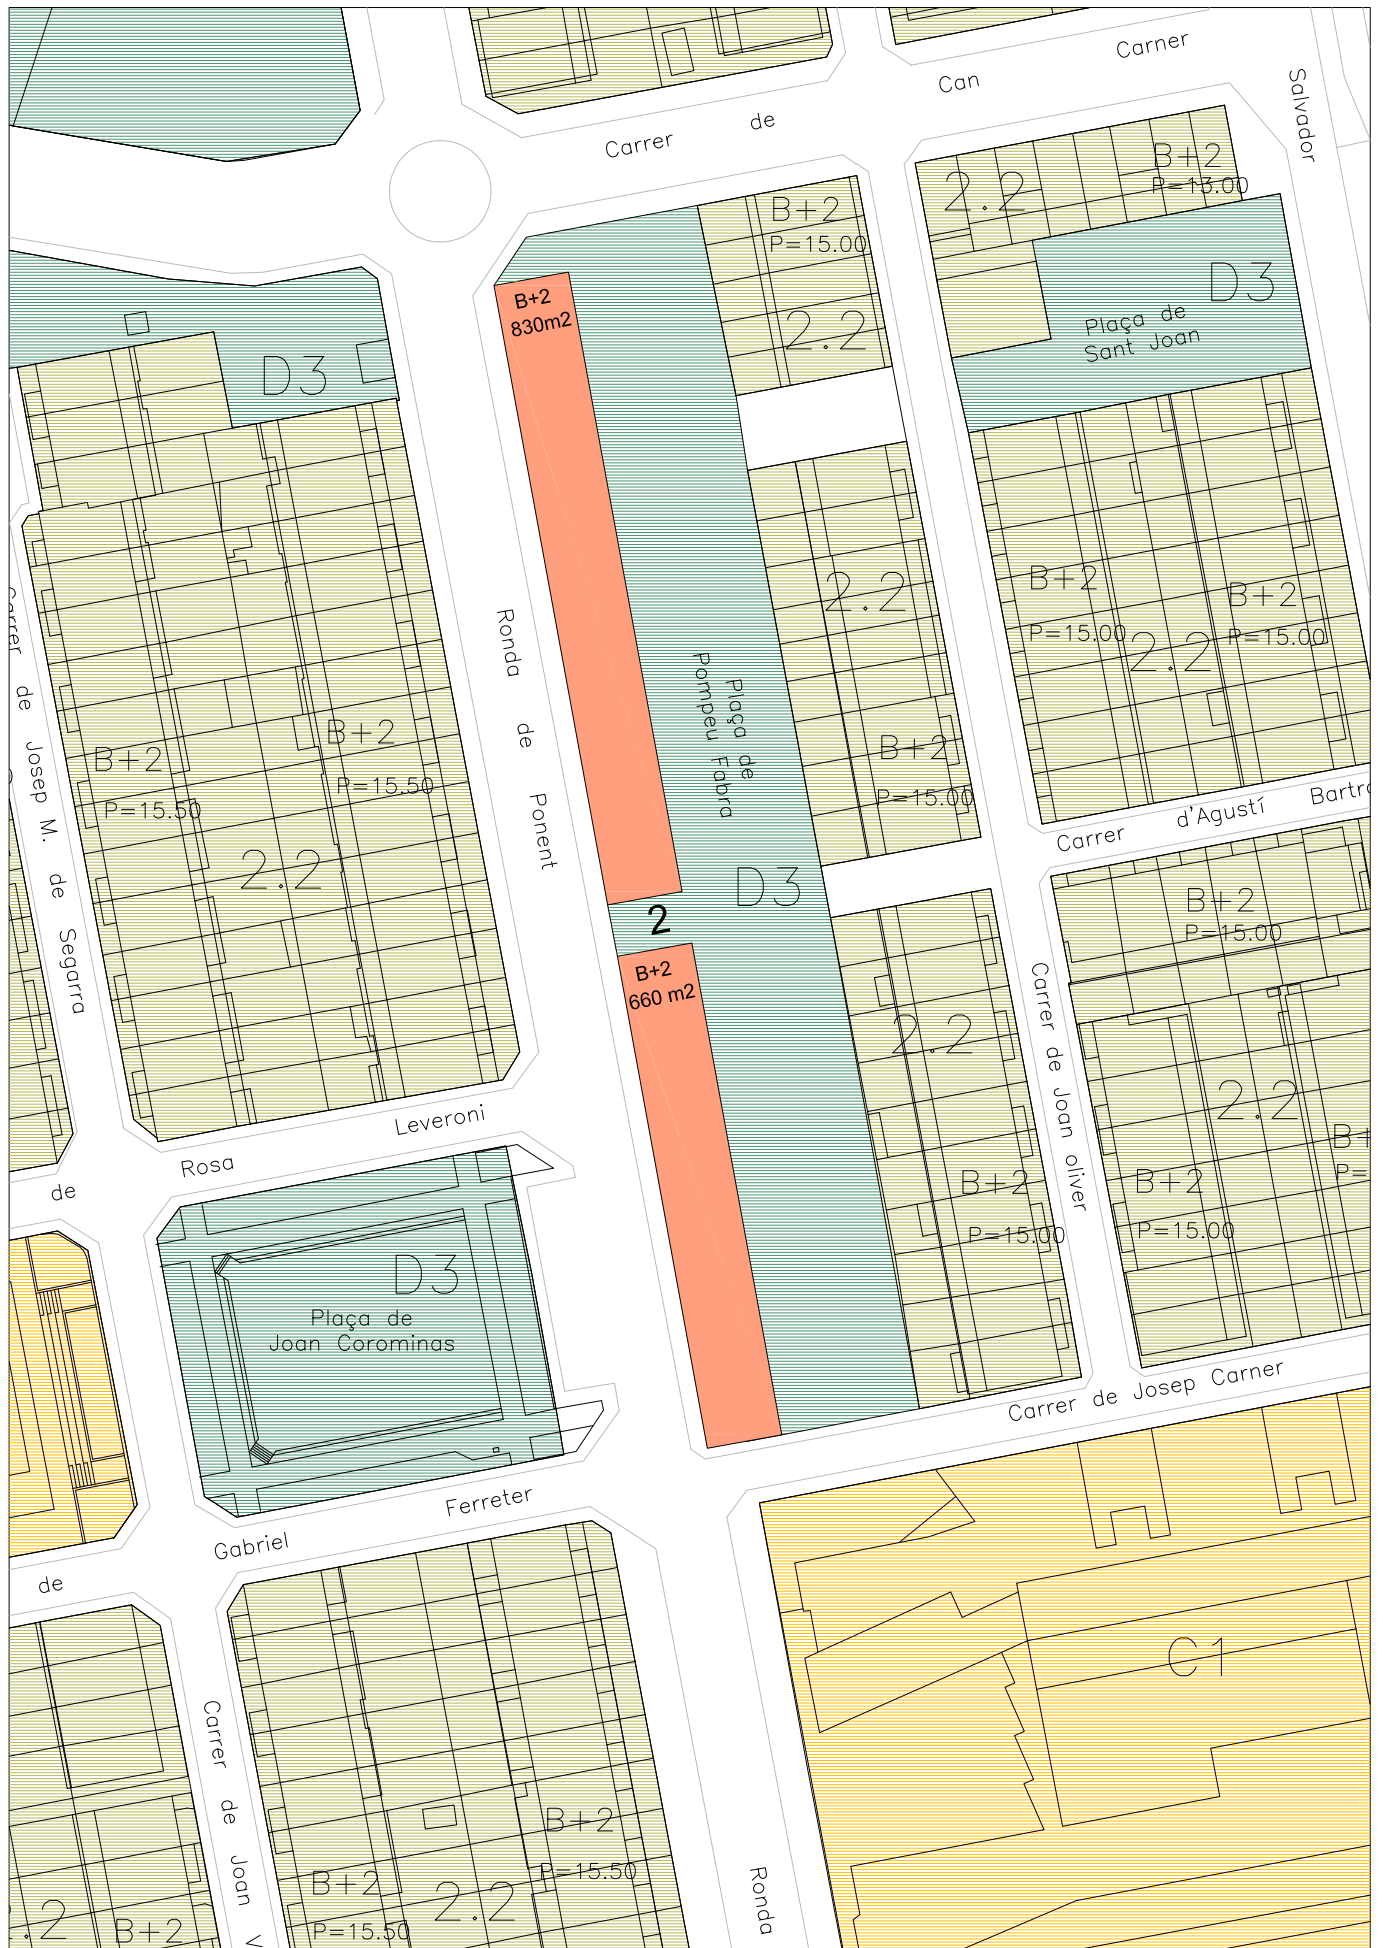 Carner
Can
de
Carrer
Salvador
B+2
P=13.00
2.2
B+2
P=15.00
2.2
D3
Plaça de
Sant Joan
B+2
830m2
D3
2.2
B+2
P=15.00
2.2
B+2
P=15.00
Ronda
de
Ponent
Plaça de
Pompeu Fabra
B+2
P=15.00
D3
2
B+2
660 m2
Carrer
de
Josep M.
de
Segarra
B+2
P=15.50
B+2
P=15.50
2.2
Carrer
d'Agustí
Bartra
B+2
P=15.00
2.2
Carrer de Joan oliver
2.2
B+2
P=15.00
B+2
P=15.00
B+
P=
Leveroni
Rosa
de
D3
Plaça de
Joan Corominas
Carrer de Josep Carner
Ferreter
Gabriel
de
C1
Carrer
de
Joan
V
B+2
P=15.50
B+2
P=15.50
2.2
.2
B+2
Ronda